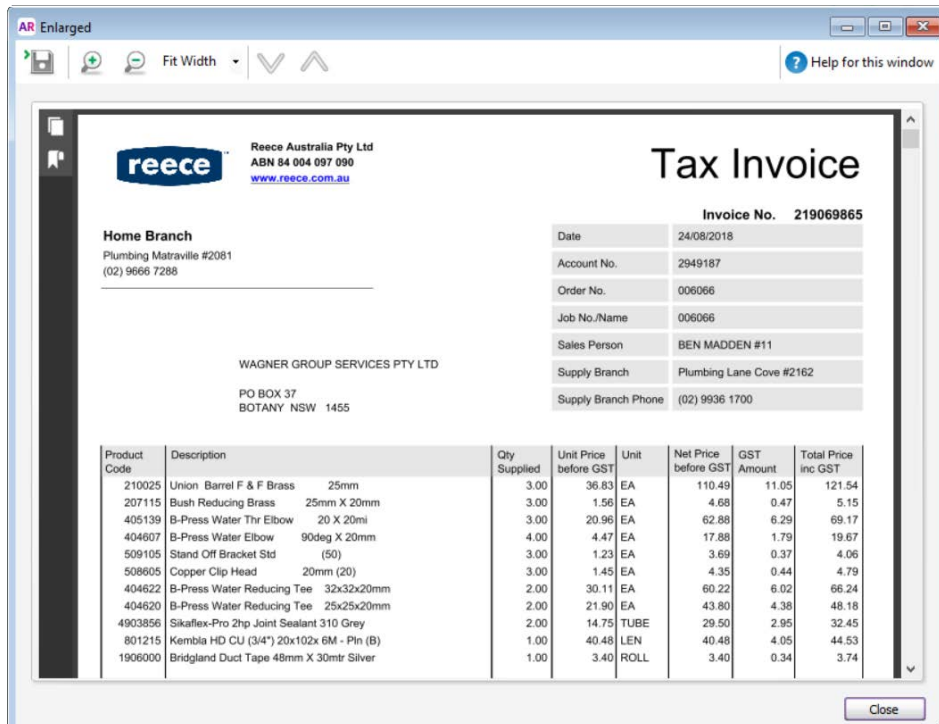 AR Enlarged
Fit Width
? Help for this window
reece
Reece Australia Pty Ltd
ABN 84 004 097 090
www.reece.com.au
Tax Invoice
Invoice No. 219069865
Home Branch
Plumbing Matraville #2081
(02) 9666 7288
Date 24/08/2018
Account No. 2949187
Order No. 006066
Job No./Name 006066
Sales Person BEN MADDEN #11
Supply Branch Plumbing Lane Cove #2162
Supply Branch Phone (02) 9936 1700
WAGNER GROUP SERVICES PTY LTD
PO BOX 37
BOTANY NSW 1455
Product Description Qty Unit Price Unit Net Price GST Total Price
Code Supplied before GST before GST Amount inc GST
210025 Union Barrel F & F Brass 25mm 3.00 36.83 EA 110.49 11.05 121.54
207115 Bush Reducing Brass 25mm X 20mm 3.00 1.56 EA 4.68 0.47 5.15
405139 B-Press Water Thr Elbow 20 X 20mi 3.00 20.96 EA 62.88 6.29 69.17
404607 B-Press Water Elbow 90deg X 20mm 4.00 4.47 EA 17.88 1.79 19.67
509105 Stand Off Bracket Std (50) 3.00 1.23 EA 3.69 0.37 4.06
508605 Copper Clip Head 20mm (20) 3.00 1.45 EA 4.35 0.44 4.79
404622 B-Press Water Reducing Tee 32x32x20mm 2.00 30.11 EA 60.22 6.02 66.24
404620 B-Press Water Reducing Tee 25x25x20mm 2.00 21.90 EA 43.80 4.38 48.18
4903856 Sikaflex-Pro 2hp Joint Sealant 310 Grey 2.00 14.75 TUBE 29.50 2.95 32.45
801215 Kembla HD CU (3/4") 20x102x 6M - Pln (B) 1.00 40.48 LEN 40.48 4.05 44.53
1906000 Bridgland Duct Tape 48mm X 30mtr Silver 1.00 3.40 ROLL 3.40 0.34 3.74
Close